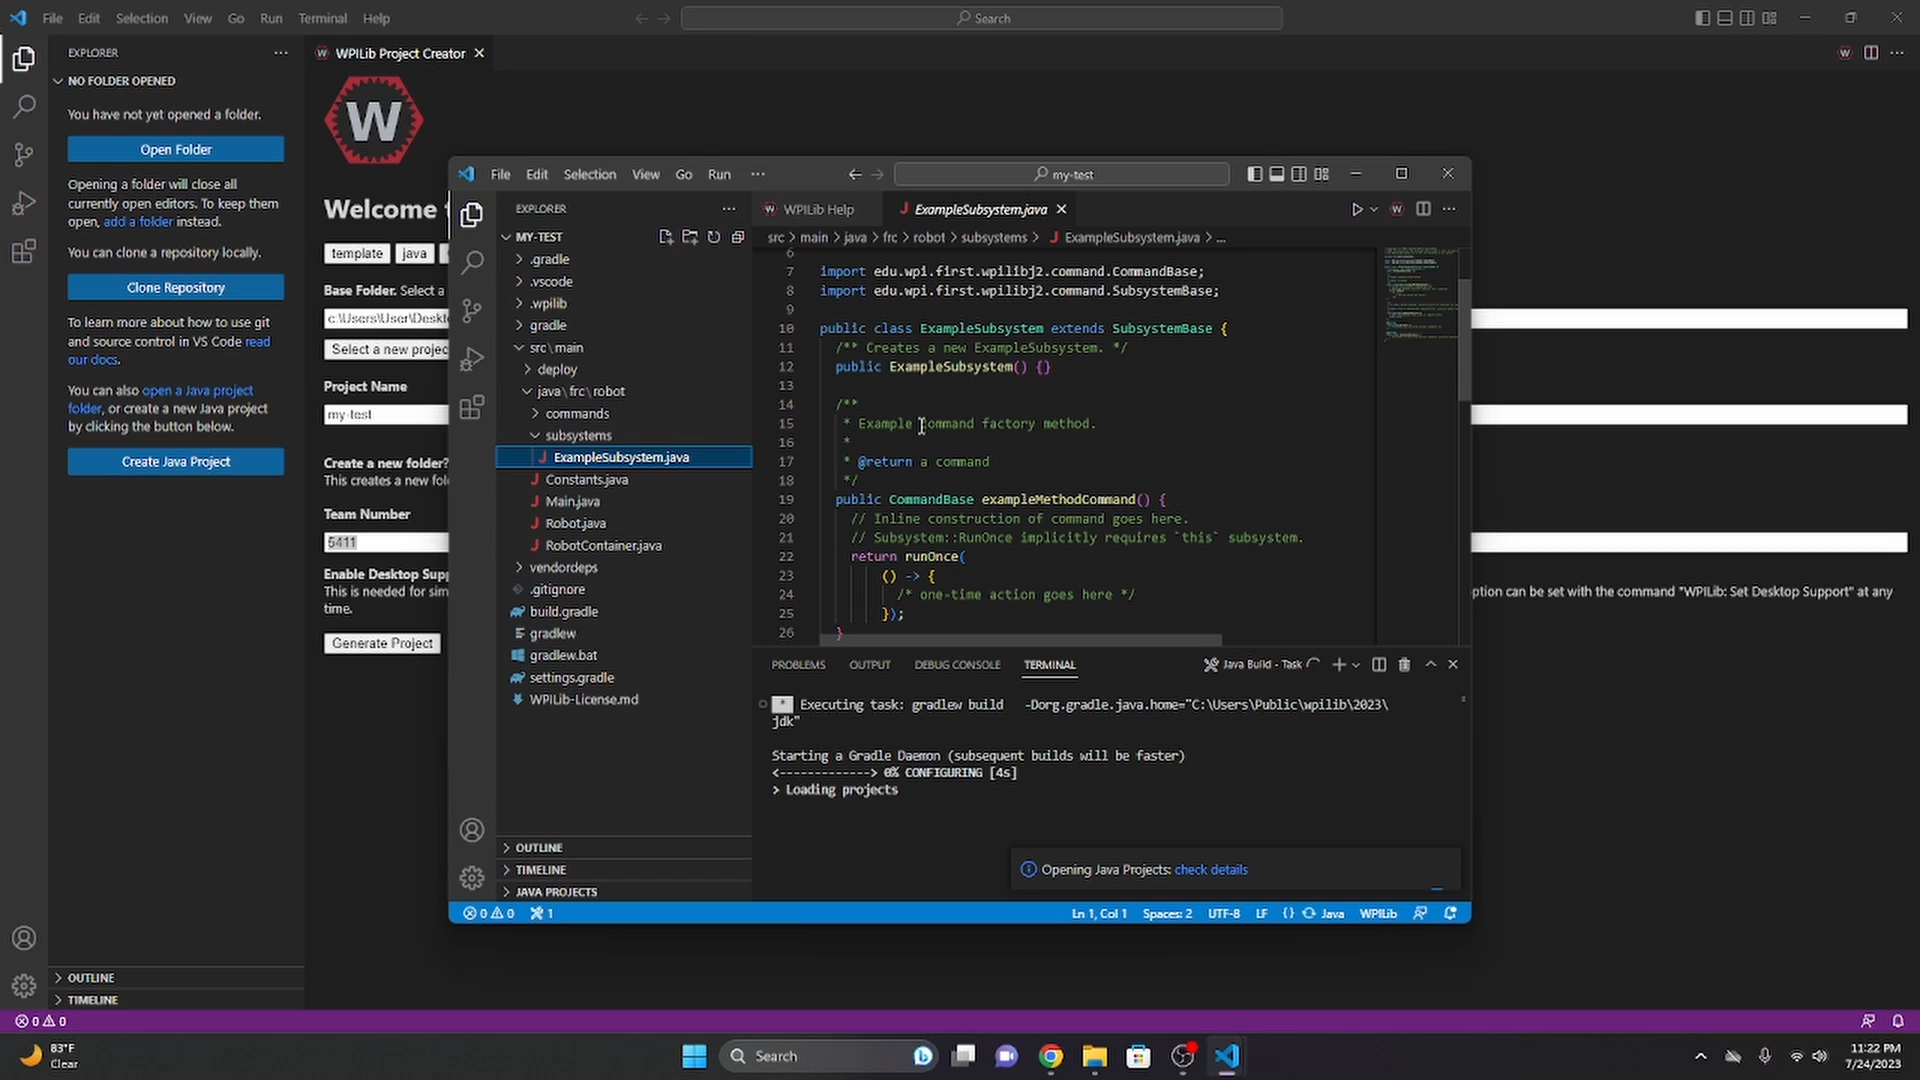 File Edit Selection View Go Run Terminal Help
Search
EXPLORER
NO FOLDER OPENED
You have not yet opened a folder.
Open Folder
Opening a folder will close all
currently open editors. To keep them
open, add a folder instead.
You can clone a repository locally.
Clone Repository
To learn more about how to use git
and source control in VS Code read
our docs.
You can also open a Java project
folder, or create a new Java project
by clicking the button below.
Create Java Project
OUTLINE
TIMELINE
W WPILib Project Creator
W
Welcome
template java
Base Folder. Select a
c:\Users\User\Deskt
Select a new projec
Project Name
my-test
Create a new folder?
This creates a new fol
Team Number
5411
Enable Desktop Supp
This is needed for sim
time.
Generate Project
ption can be set with the command "WPILib: Set Desktop Support" at any
File Edit Selection View Go Run ...
my-test
EXPLORER
MY-TEST
.gradle
.vscode
.wpilib
gradle
src\main
deploy
java\frc\robot
commands
subsystems
J ExampleSubsystem.java
J Constants.java
J Main.java
J Robot.java
J RobotContainer.java
vendordeps
.gitignore
build.gradle
gradlew
gradlew.bat
settings.gradle
WPILib-License.md
OUTLINE
TIMELINE
JAVA PROJECTS
W WPILib Help
J ExampleSubsystem.java
src > main > java > frc > robot > subsystems > J ExampleSubsystem.java > ...
6
7 import edu.wpi.first.wpilibj2.command.CommandBase;
8 import edu.wpi.first.wpilibj2.command.SubsystemBase;
9
10 public class ExampleSubsystem extends SubsystemBase {
11 /** Creates a new ExampleSubsystem. */
12 public ExampleSubsystem() {}
13
14 /**
15 * Example command factory method.
16 *
17 * @return a command
18 */
19 public CommandBase exampleMethodCommand() {
20 // Inline construction of command goes here.
21 // Subsystem::RunOnce implicitly requires `this` subsystem.
22 return runOnce(
23 () -> {
24 /* one-time action goes here */
25 });
26 }
PROBLEMS OUTPUT DEBUG CONSOLE TERMINAL
Java Build - Task
* Executing task: gradlew build -Dorg.gradle.java.home="C:\Users\Public\wpilib\2023\
jdk"
Starting a Gradle Daemon (subsequent builds will be faster)
<-------------> 0% CONFIGURING [4s]
> Loading projects
Opening Java Projects: check details
0 0 1
Ln 1, Col 1 Spaces: 2 UTF-8 LF {} Java WPILib
0 0
83°F
Clear
Search
11:22 PM
7/24/2023